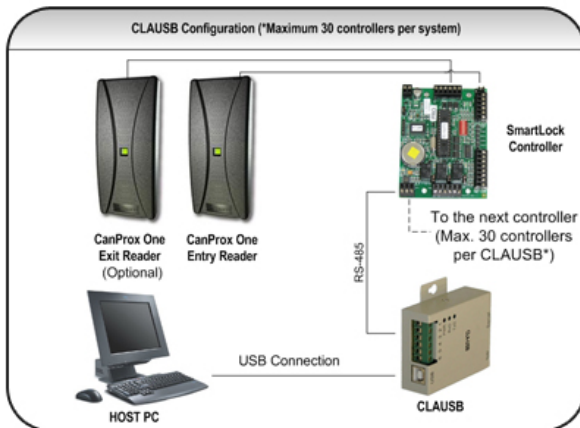 CLAUSB Configuration (*Maximum 30 controllers per system)
SmartLock
Controller
CanProx One
Exit Reader
(Optional)
CanProx One
Entry Reader
To the next controller
(Max. 30 controllers
per CLAUSB*)
RS-485
USB Connection
HOST PC
CLAUSB